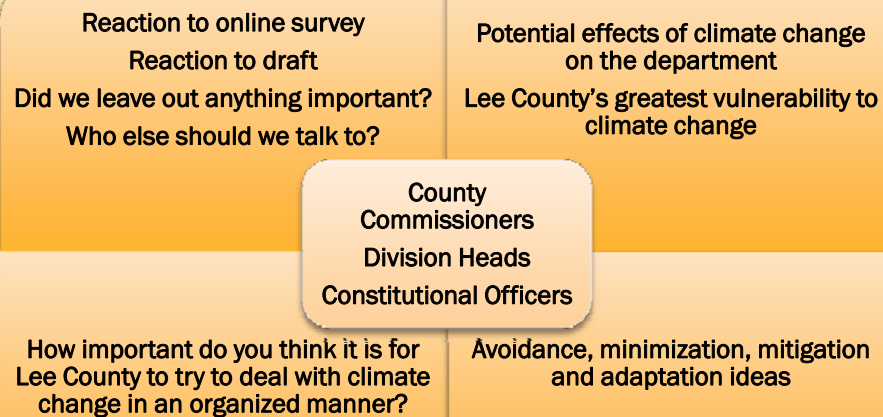 Reaction to online survey
Reaction to draft
Did we leave out anything important?
Who else should we talk to?
Potential effects of climate change
on the department
Lee County's greatest vulnerability to
climate change
County
Commissioners
Division Heads
Constitutional Officers
How important do you think it is for
Lee County to try to deal with climate
change in an organized manner?
Avoidance, minimization, mitigation
and adaptation ideas